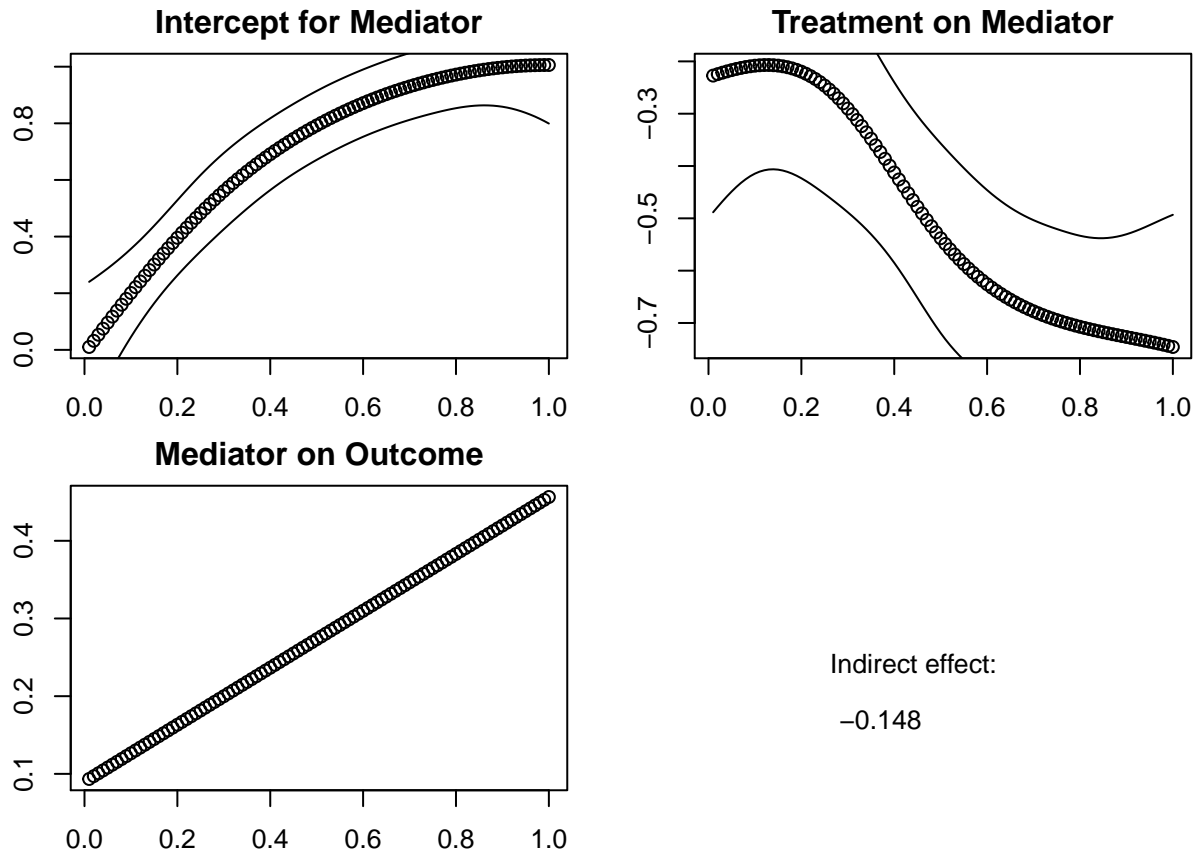 Intercept for Mediator
0.0 0.4 0.8
0.0 0.2 0.4 0.6 0.8 1.0
Treatment on Mediator
−0.7 −0.5 −0.3
0.0 0.2 0.4 0.6 0.8 1.0
Mediator on Outcome
0.1 0.2 0.3 0.4
0.0 0.2 0.4 0.6 0.8 1.0
Indirect effect:
−0.148